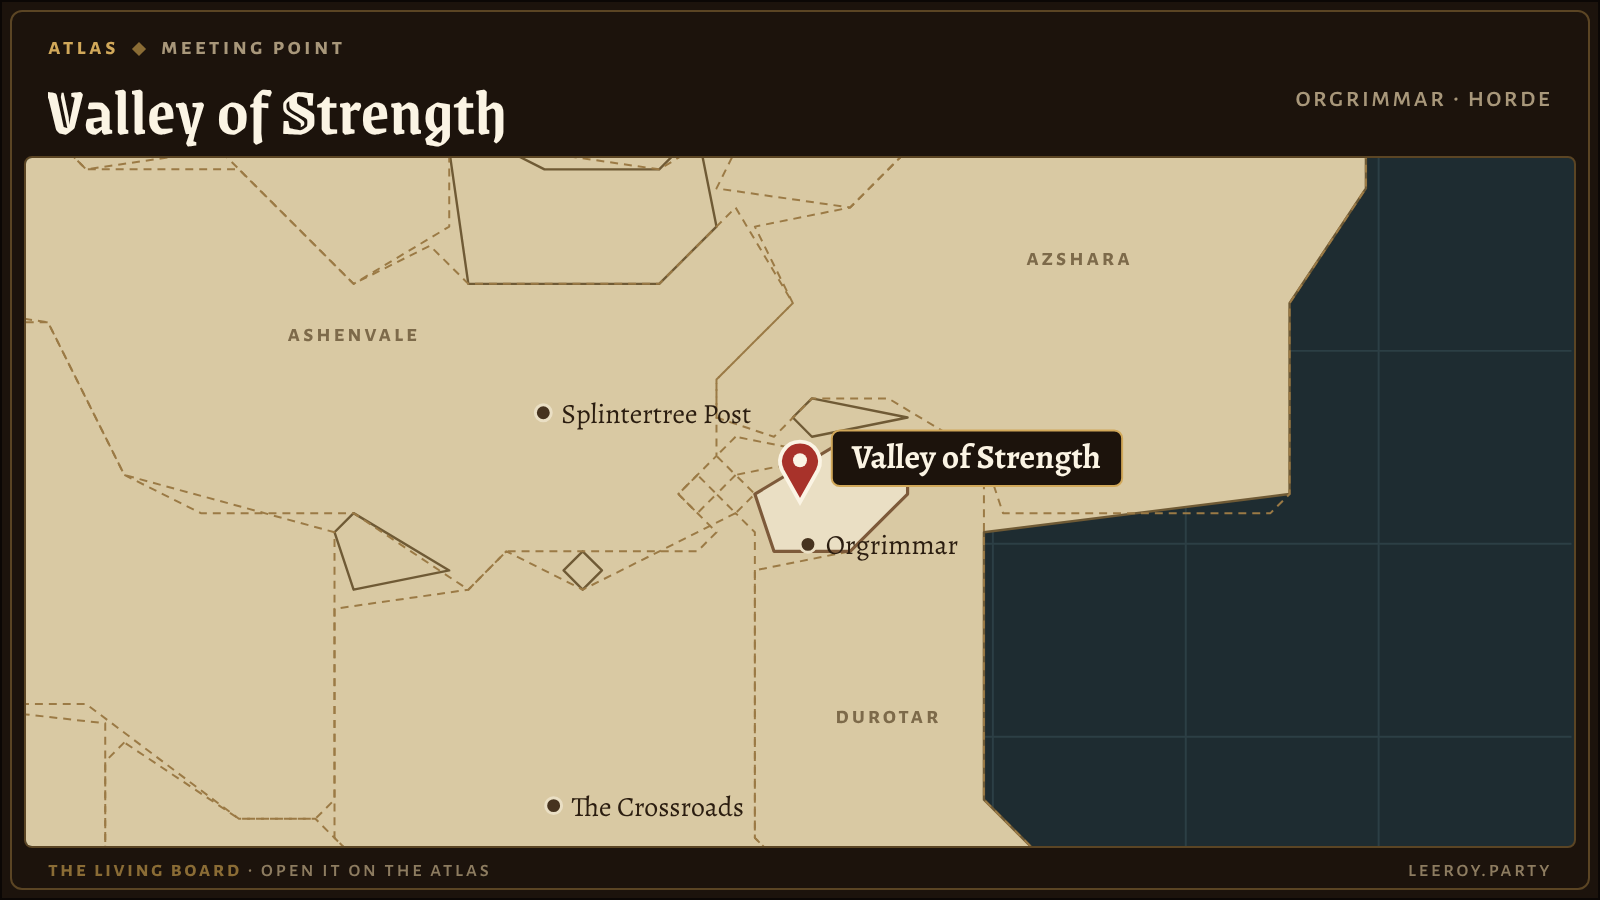 ATLAS ◆ MEETING POINT
Valley of Strength
ORGRIMMAR · HORDE
AZSHARA
ASHENVALE
Splintertree Post
Valley of Strength
Orgrimmar
DUROTAR
The Crossroads
THE LIVING BOARD · OPEN IT ON THE ATLAS
LEEROY.PARTY